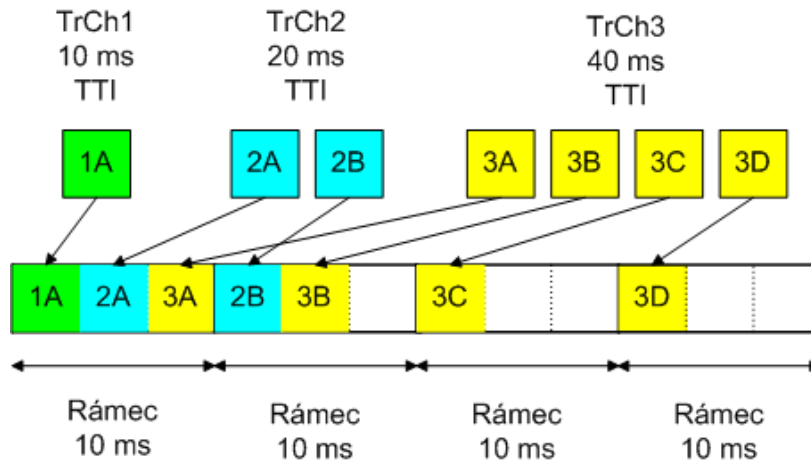 TrCh1
10 ms
TTI
TrCh2
20 ms
TTI
TrCh3
40 ms
TTI
1A
2A
2B
3A
3B
3C
3D
1A
2A
3A
2B
3B
3C
3D
Rámec
10 ms
Rámec
10 ms
Rámec
10 ms
Rámec
10 ms